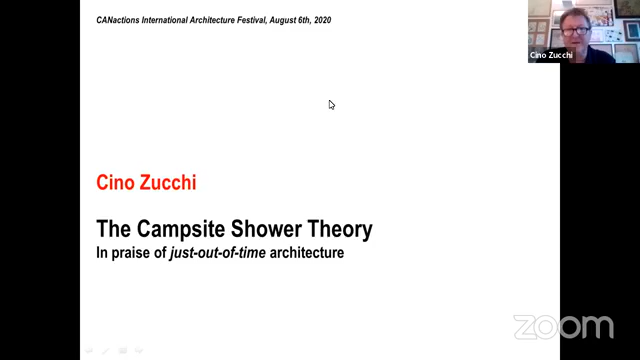 CANactions International Architecture Festival, August 6th, 2020
Cino Zucchi
Cino Zucchi
The Campsite Shower Theory
In praise of just-out-of-time architecture
zoom